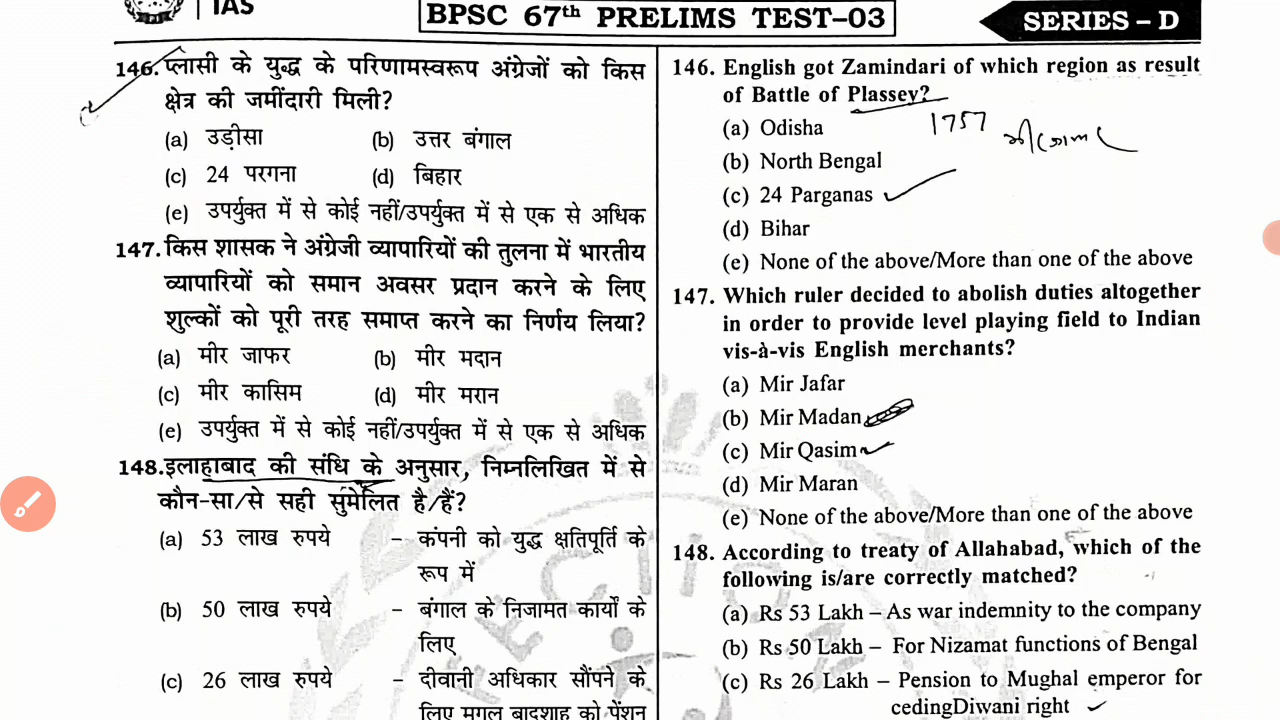 IAS
BPSC 67th PRELIMS TEST–03
SERIES – D
146. प्लासी के युद्ध के परिणामस्वरूप अंग्रेजों को किस
क्षेत्र की जमींदारी मिली?
(a) उड़ीसा (b) उत्तर बंगाल
(c) 24 परगना (d) बिहार
(e) उपर्युक्त में से कोई नहीं/उपर्युक्त में से एक से अधिक
147. किस शासक ने अंग्रेजी व्यापारियों की तुलना में भारतीय
व्यापारियों को समान अवसर प्रदान करने के लिए
शुल्कों को पूरी तरह समाप्त करने का निर्णय लिया?
(a) मीर जाफर (b) मीर मदान
(c) मीर कासिम (d) मीर मरान
(e) उपर्युक्त में से कोई नहीं/उपर्युक्त में से एक से अधिक
148. इलाहाबाद की संधि के अनुसार, निम्नलिखित में से
कौन-सा/से सही सुमेलित है/हैं?
(a) 53 लाख रुपये – कंपनी को युद्ध क्षतिपूर्ति के
रूप में
(b) 50 लाख रुपये – बंगाल के निजामत कार्यों के
लिए
(c) 26 लाख रुपये – दीवानी अधिकार सौंपने के
लिए मुगल बादशाह को पेंशन
146. English got Zamindari of which region as result
of Battle of Plassey?
(a) Odisha 1757
(b) North Bengal
(c) 24 Parganas
(d) Bihar
(e) None of the above/More than one of the above
147. Which ruler decided to abolish duties altogether
in order to provide level playing field to Indian
vis-à-vis English merchants?
(a) Mir Jafar
(b) Mir Madan
(c) Mir Qasim
(d) Mir Maran
(e) None of the above/More than one of the above
148. According to treaty of Allahabad, which of the
following is/are correctly matched?
(a) Rs 53 Lakh – As war indemnity to the company
(b) Rs 50 Lakh – For Nizamat functions of Bengal
(c) Rs 26 Lakh – Pension to Mughal emperor for
cedingDiwani right